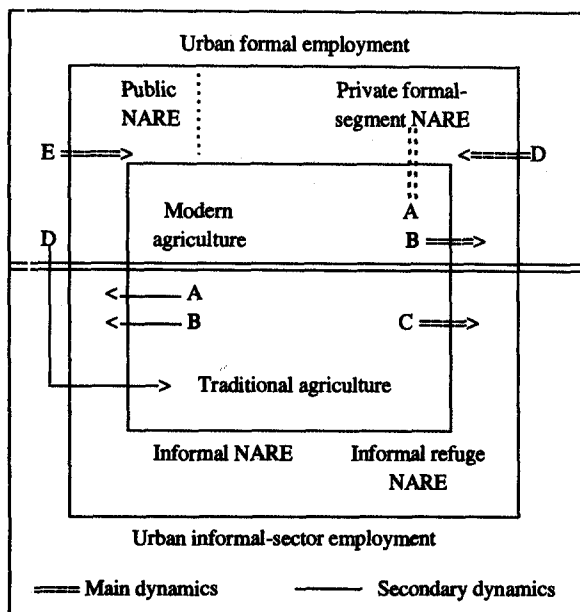 Urban formal employment
Public
NARE
Private formal-
segment NARE
E
D
Modern
agriculture
A
B
D
A
B
C
Traditional agriculture
Informal NARE
Informal refuge
NARE
Urban informal-sector employment
Main dynamics
Secondary dynamics